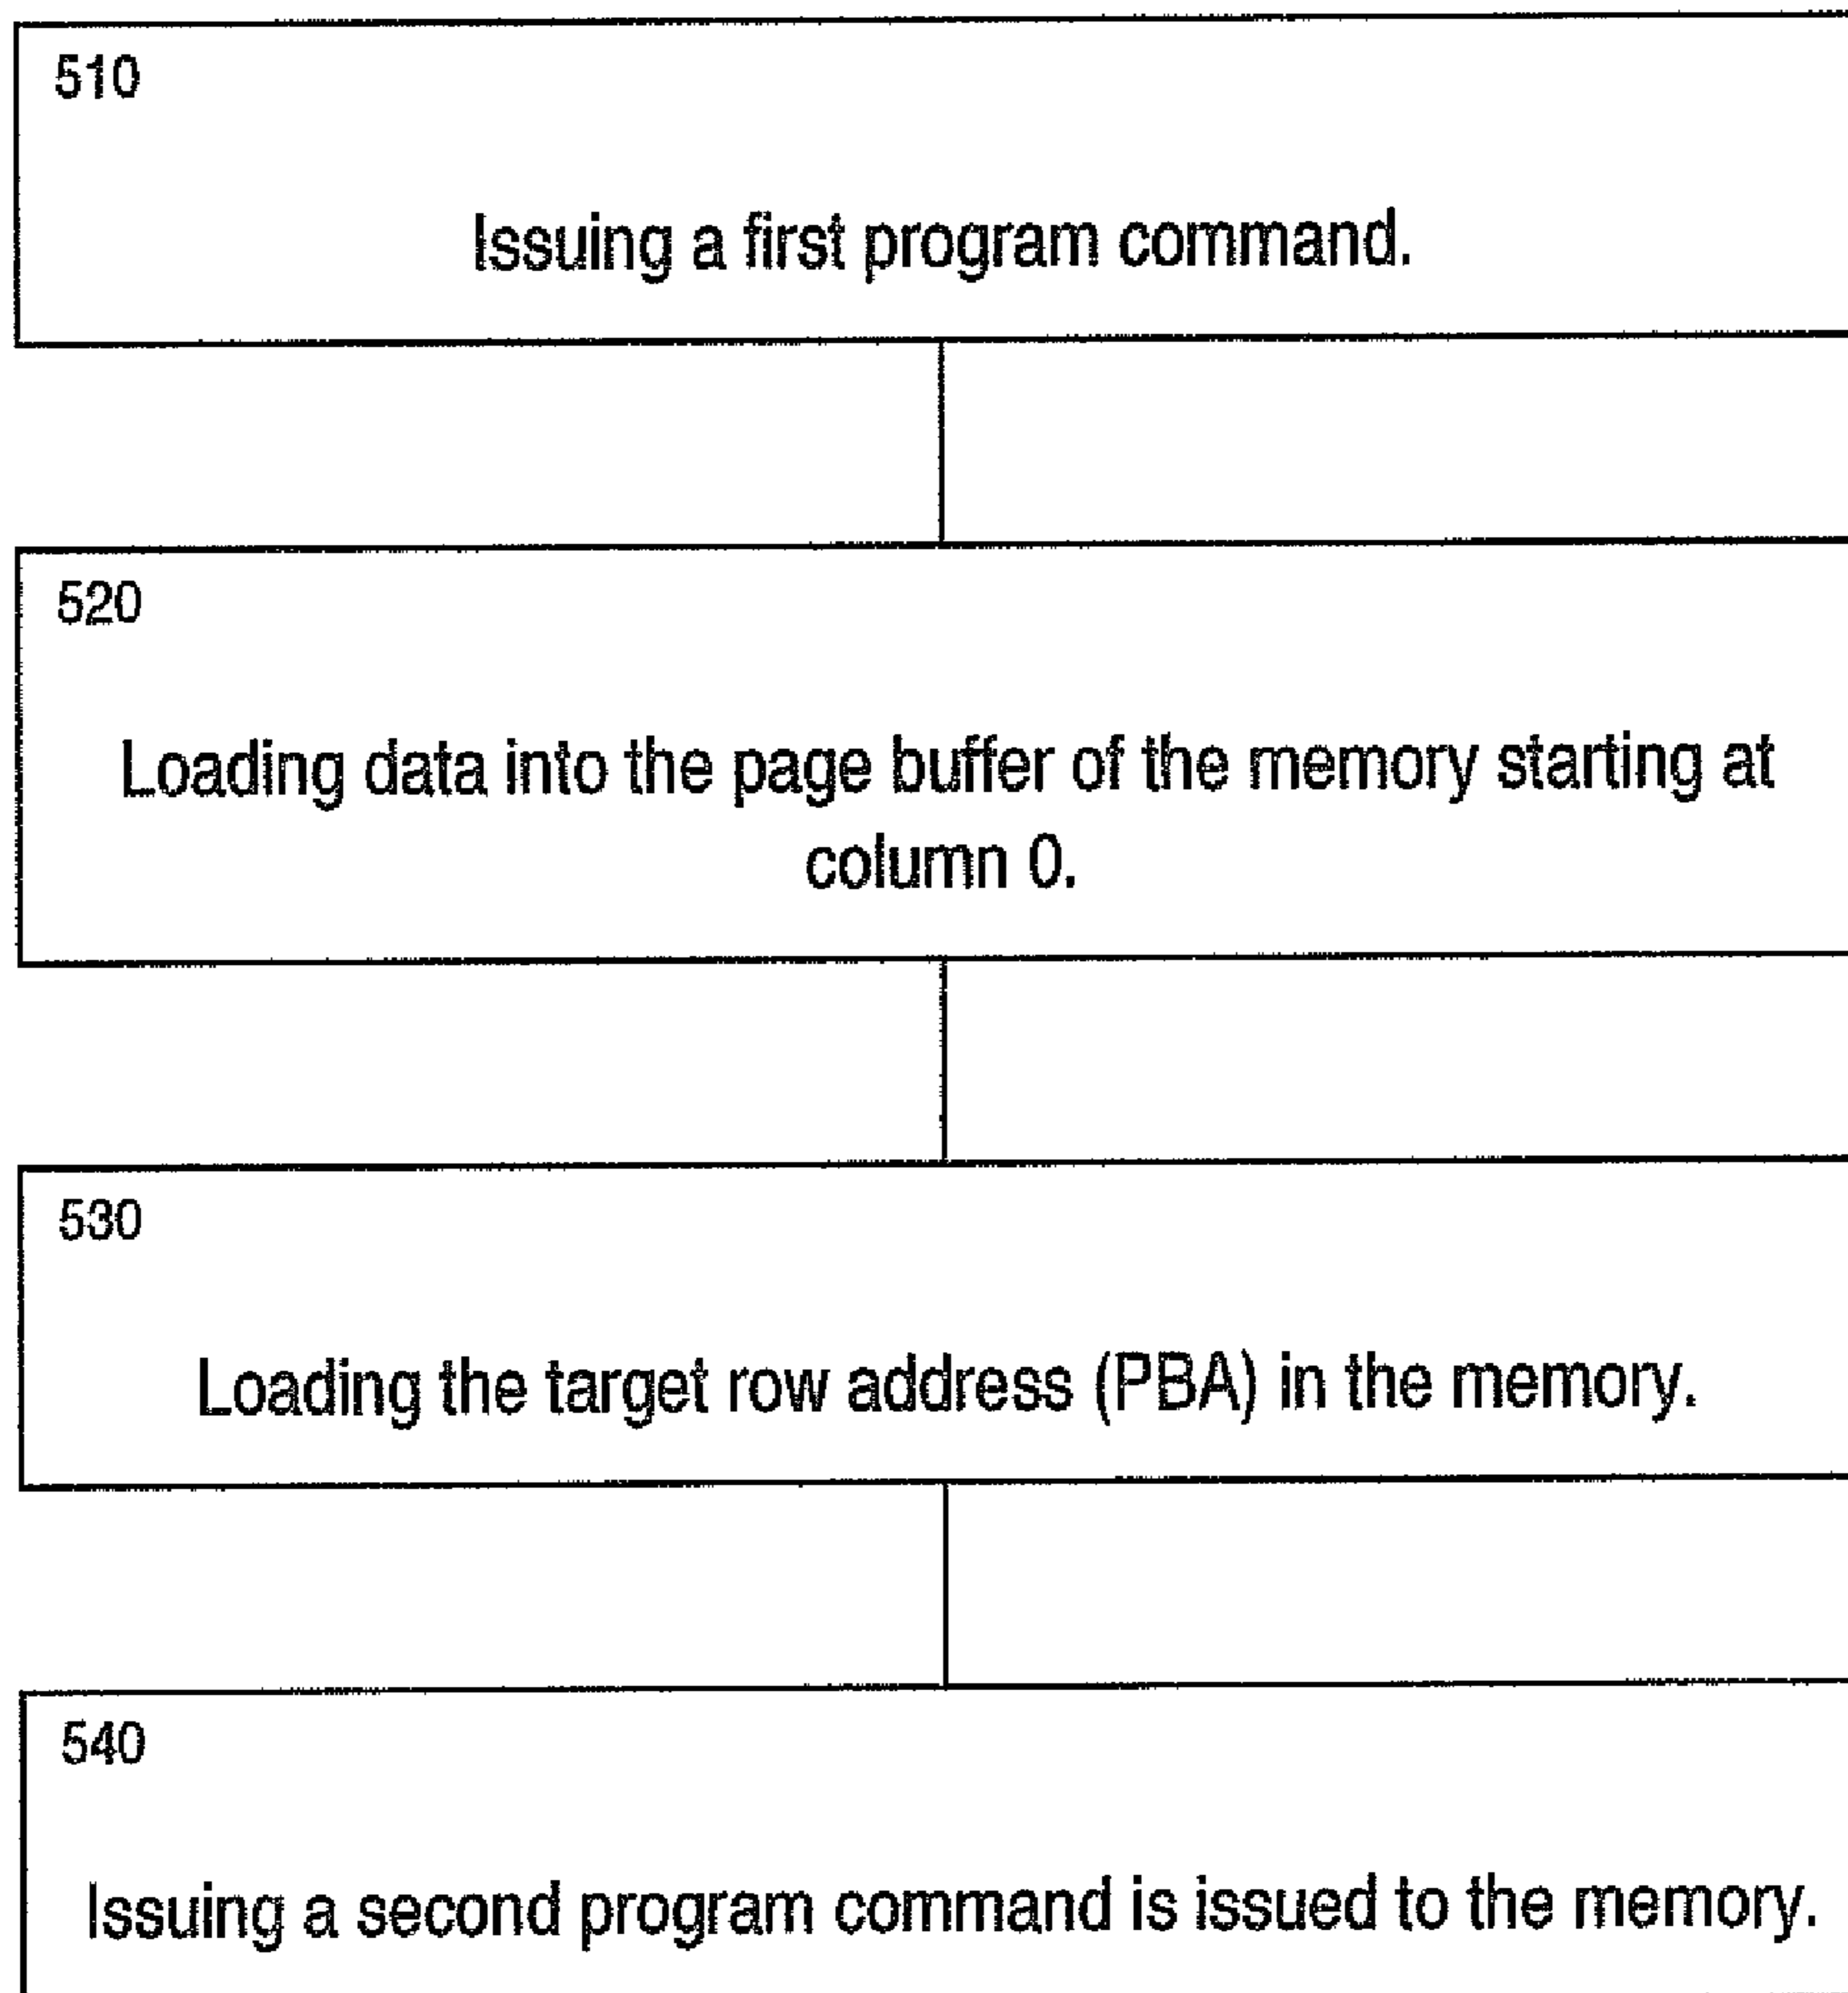 510
Issuing a first program command.
520
Loading data into the page buffer of the memory starting at
column 0.
530
Loading the target row address (PBA) in the memory.
540
Issuing a second program command is issued to the memory.